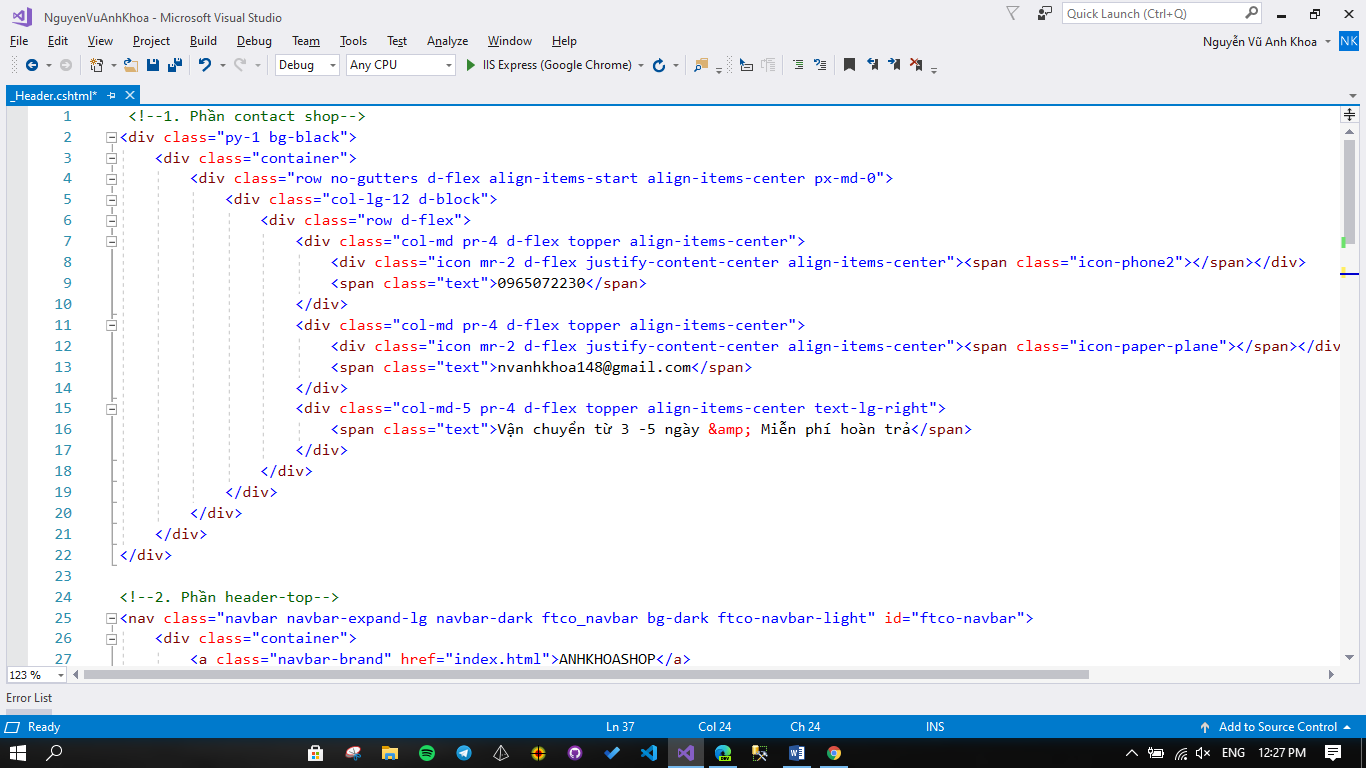 NguyenVuAnhKhoa - Microsoft Visual Studio
Quick Launch (Ctrl+Q)
File Edit View Project Build Debug Team Tools Test Analyze Window Help
Nguyễn Vũ Anh Khoa NK
Debug Any CPU IIS Express (Google Chrome)
_Header.cshtml*
1 <!--1. Phần contact shop-->
2 <div class="py-1 bg-black">
3 <div class="container">
4 <div class="row no-gutters d-flex align-items-start align-items-center px-md-0">
5 <div class="col-lg-12 d-block">
6 <div class="row d-flex">
7 <div class="col-md pr-4 d-flex topper align-items-center">
8 <div class="icon mr-2 d-flex justify-content-center align-items-center"><span class="icon-phone2"></span></div>
9 <span class="text">0965072230</span>
10 </div>
11 <div class="col-md pr-4 d-flex topper align-items-center">
12 <div class="icon mr-2 d-flex justify-content-center align-items-center"><span class="icon-paper-plane"></span></div
13 <span class="text">nvanhkhoa148@gmail.com</span>
14 </div>
15 <div class="col-md-5 pr-4 d-flex topper align-items-center text-lg-right">
16 <span class="text">Vận chuyển từ 3 -5 ngày &amp; Miễn phí hoàn trả</span>
17 </div>
18 </div>
19 </div>
20 </div>
21 </div>
22 </div>
23
24 <!--2. Phần header-top-->
25 <nav class="navbar navbar-expand-lg navbar-dark ftco_navbar bg-dark ftco-navbar-light" id="ftco-navbar">
26 <div class="container">
27 <a class="navbar-brand" href="index.html">ANHKHOASHOP</a>
123 %
Error List
Ready Ln 37 Col 24 Ch 24 INS Add to Source Control
DEV ENG 12:27 PM